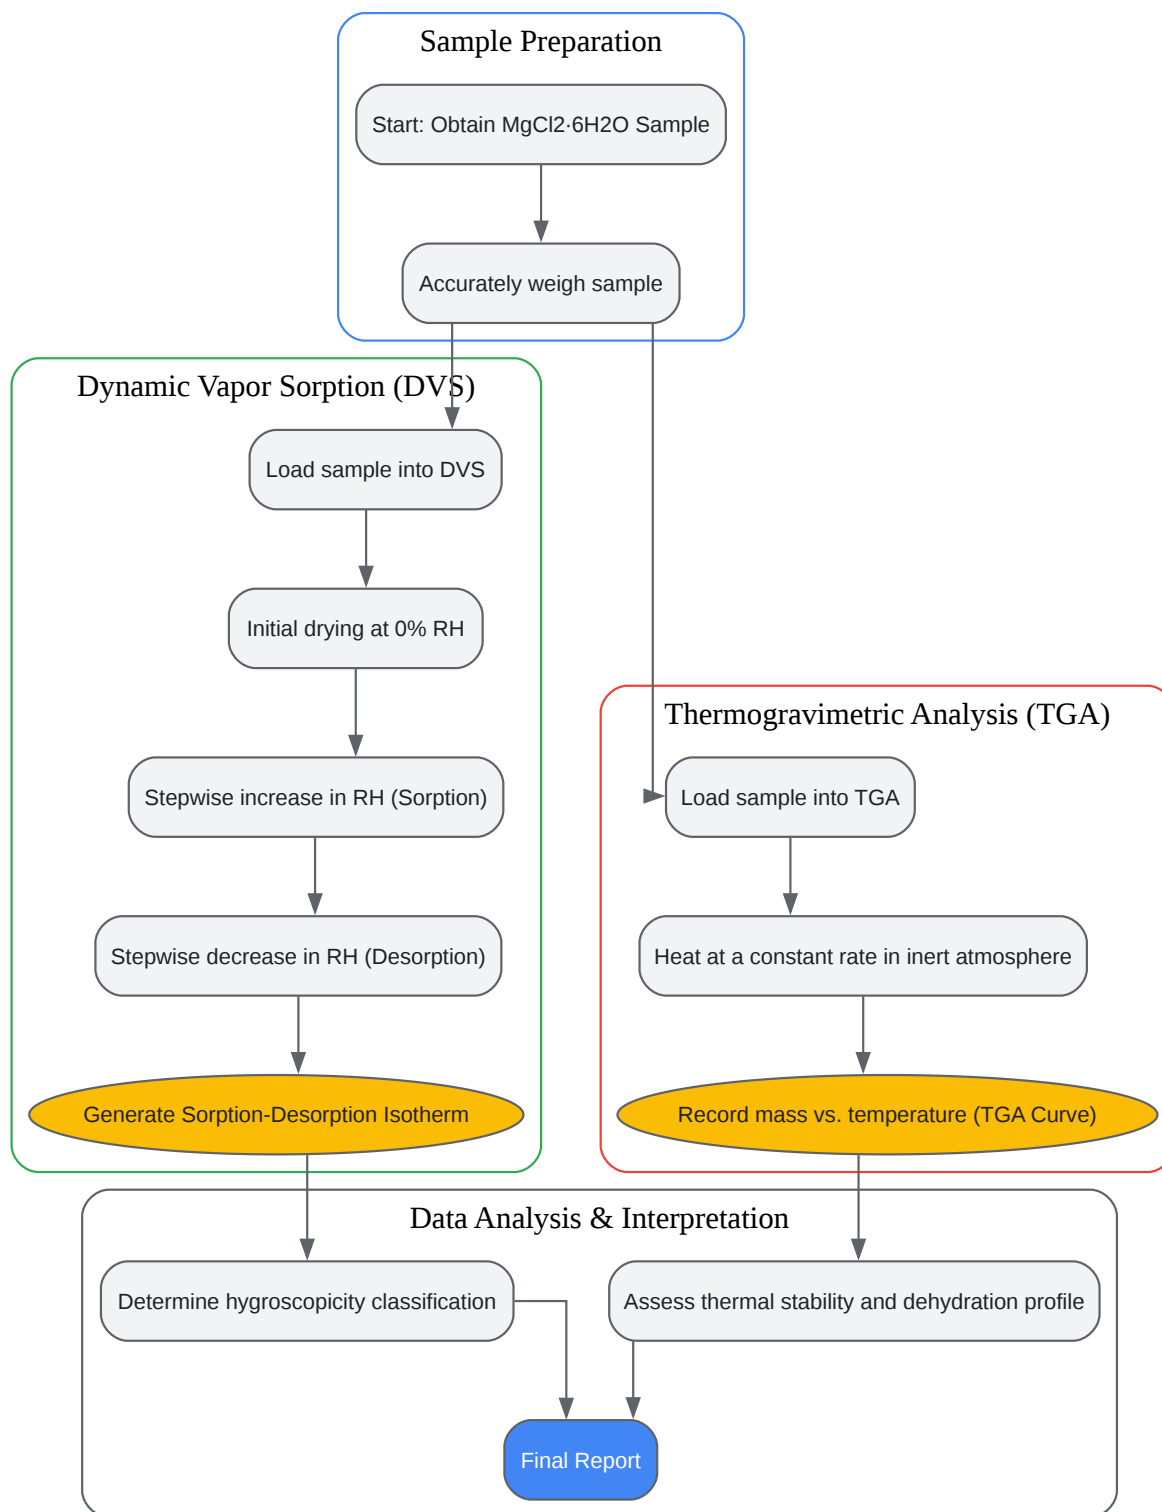 Sample Preparation
Start: Obtain MgCl2·6H2O Sample
Accurately weigh sample
Dynamic Vapor Sorption (DVS)
Load sample into DVS
Initial drying at 0% RH
Stepwise increase in RH (Sorption)
Stepwise decrease in RH (Desorption)
Generate Sorption-Desorption Isotherm
Thermogravimetric Analysis (TGA)
Load sample into TGA
Heat at a constant rate in inert atmosphere
Record mass vs. temperature (TGA Curve)
Data Analysis & Interpretation
Determine hygroscopicity classification
Assess thermal stability and dehydration profile
Final Report